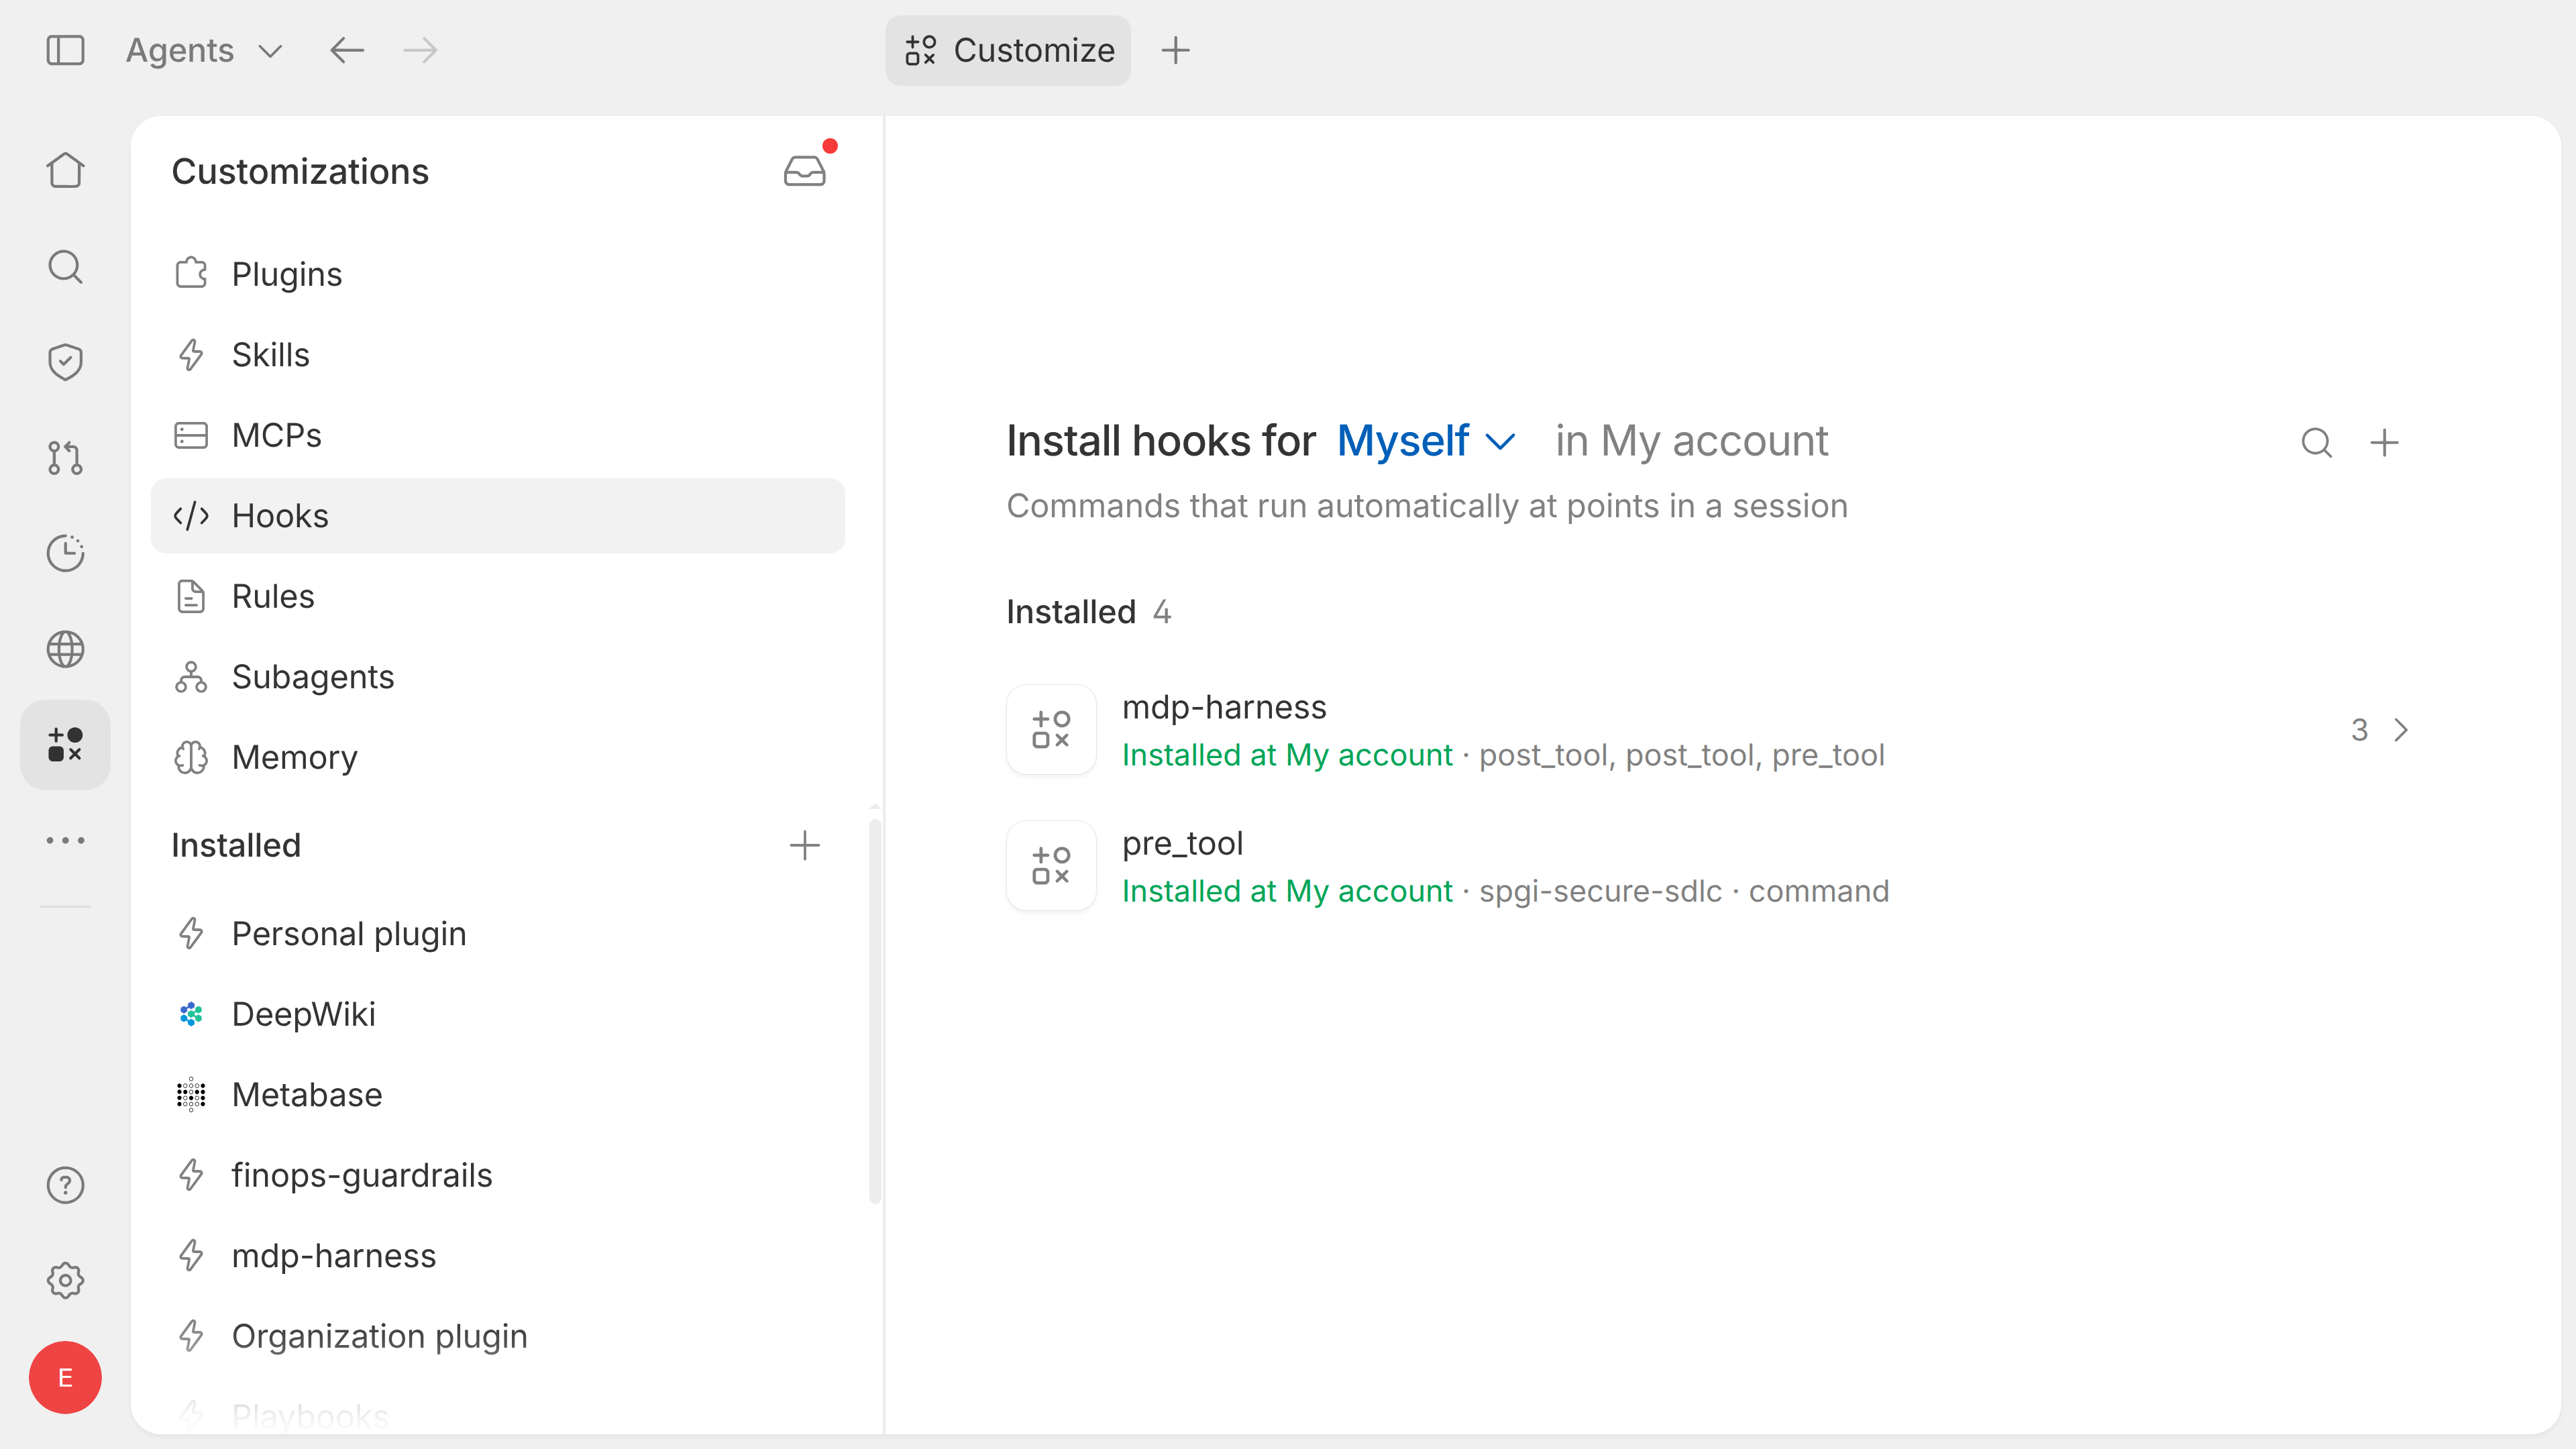 Agents
Customize
Customizations
Plugins
Skills
MCPs
Hooks
Rules
Subagents
Memory
Installed
Personal plugin
DeepWiki
Metabase
finops-guardrails
mdp-harness
Organization plugin
Playbooks
E
Install hooks for Myself in My account
Commands that run automatically at points in a session
Installed 4
mdp-harness
Installed at My account · post_tool, post_tool, pre_tool
3
pre_tool
Installed at My account · spgi-secure-sdlc · command